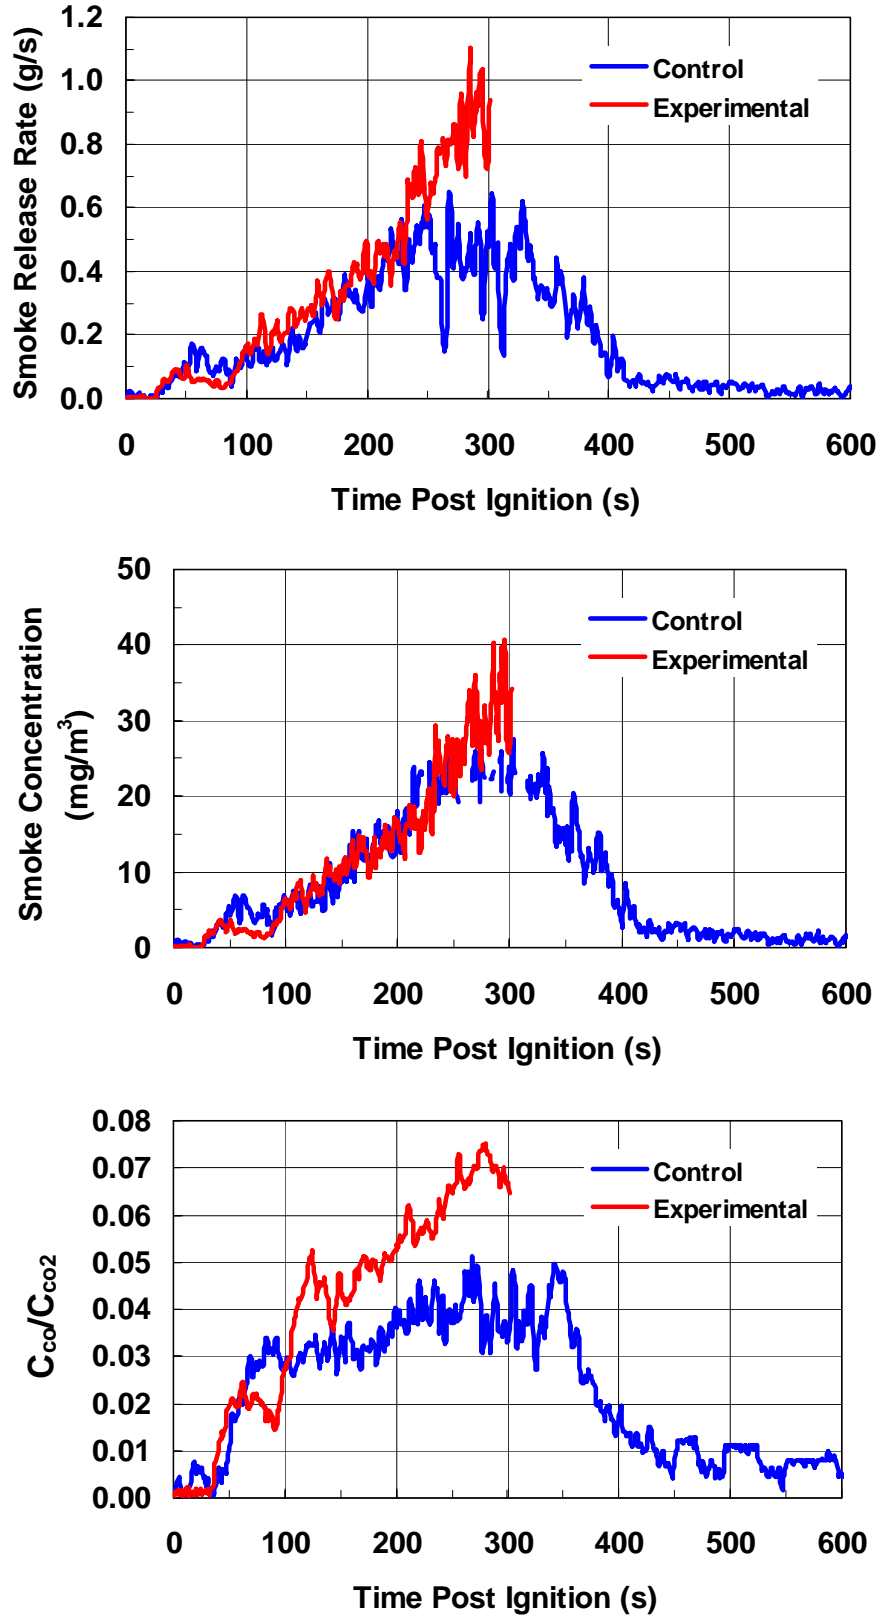 Smoke Release Rate (g/s)
1.2
1.0
0.8
0.6
0.4
0.2
0.0
Control
Experimental
0 100 200 300 400 500 600
Time Post Ignition (s)
Smoke Concentration
(mg/m³)
50
40
30
20
10
0
Control
Experimental
0 100 200 300 400 500 600
Time Post Ignition (s)
Cco/Cco2
0.08
0.07
0.06
0.05
0.04
0.03
0.02
0.01
0.00
Control
Experimental
0 100 200 300 400 500 600
Time Post Ignition (s)